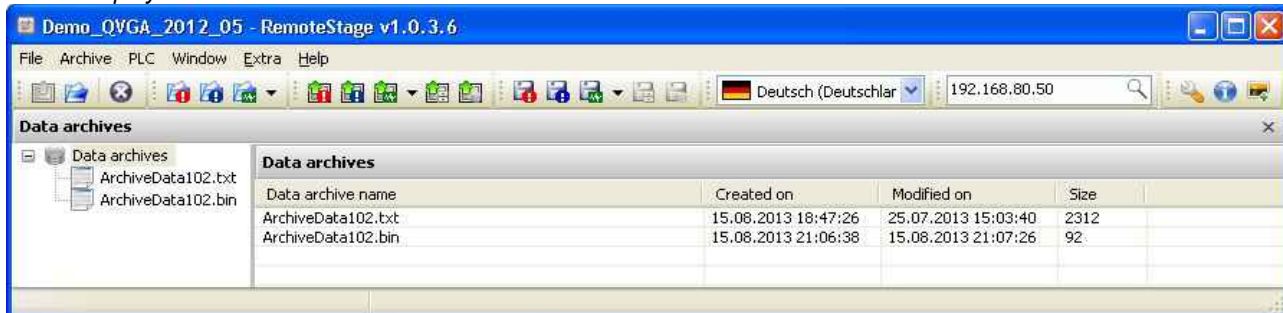 Demo_QVGA_2012_05 - RemoteStage v1.0.3.6
File Archive PLC Window Extra Help
Deutsch (Deutschlar 192.168.80.50
Data archives
Data archives
ArchiveData102.txt
ArchiveData102.bin
Data archives
Data archive name Created on Modified on Size
ArchiveData102.txt 15.08.2013 18:47:26 25.07.2013 15:03:40 2312
ArchiveData102.bin 15.08.2013 21:06:38 15.08.2013 21:07:26 92